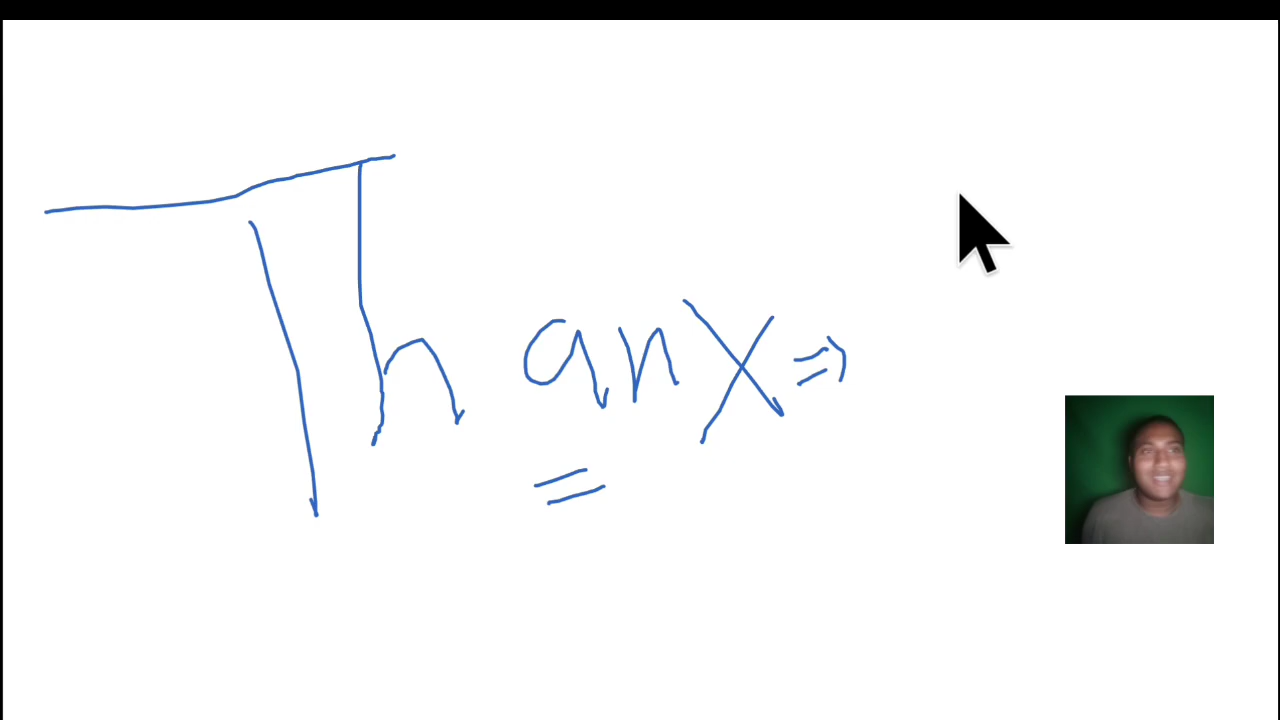 Thanx =)
=